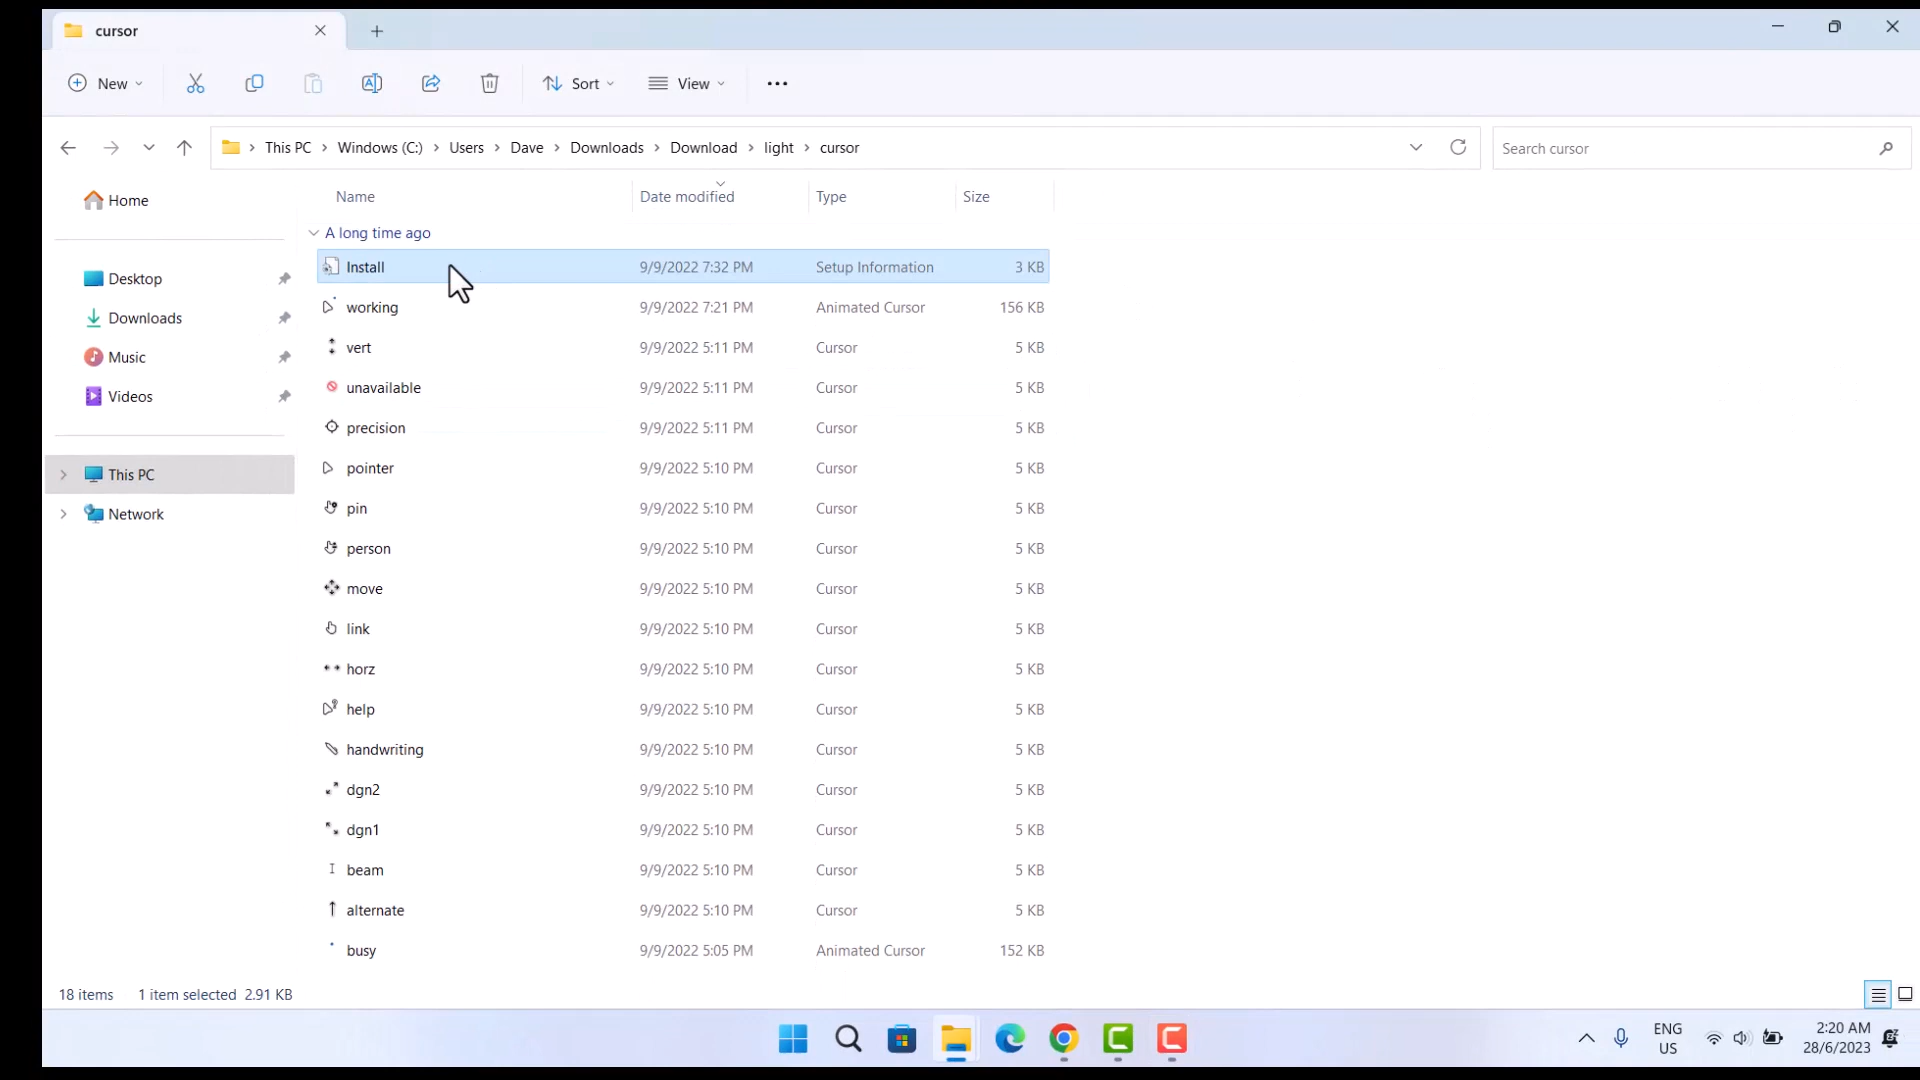 cursor
New
Sort
View
This PC > Windows (C:) > Users > Dave > Downloads > Download > light > cursor
Search cursor
Home
Desktop
Downloads
Music
Videos
This PC
Network
Name Date modified Type Size
A long time ago
Install 9/9/2022 7:32 PM Setup Information 3 KB
working 9/9/2022 7:21 PM Animated Cursor 156 KB
vert 9/9/2022 5:11 PM Cursor 5 KB
unavailable 9/9/2022 5:11 PM Cursor 5 KB
precision 9/9/2022 5:11 PM Cursor 5 KB
pointer 9/9/2022 5:10 PM Cursor 5 KB
pin 9/9/2022 5:10 PM Cursor 5 KB
person 9/9/2022 5:10 PM Cursor 5 KB
move 9/9/2022 5:10 PM Cursor 5 KB
link 9/9/2022 5:10 PM Cursor 5 KB
horz 9/9/2022 5:10 PM Cursor 5 KB
help 9/9/2022 5:10 PM Cursor 5 KB
handwriting 9/9/2022 5:10 PM Cursor 5 KB
dgn2 9/9/2022 5:10 PM Cursor 5 KB
dgn1 9/9/2022 5:10 PM Cursor 5 KB
beam 9/9/2022 5:10 PM Cursor 5 KB
alternate 9/9/2022 5:10 PM Cursor 5 KB
busy 9/9/2022 5:05 PM Animated Cursor 152 KB
18 items 1 item selected 2.91 KB
ENG
US
2:20 AM
28/6/2023